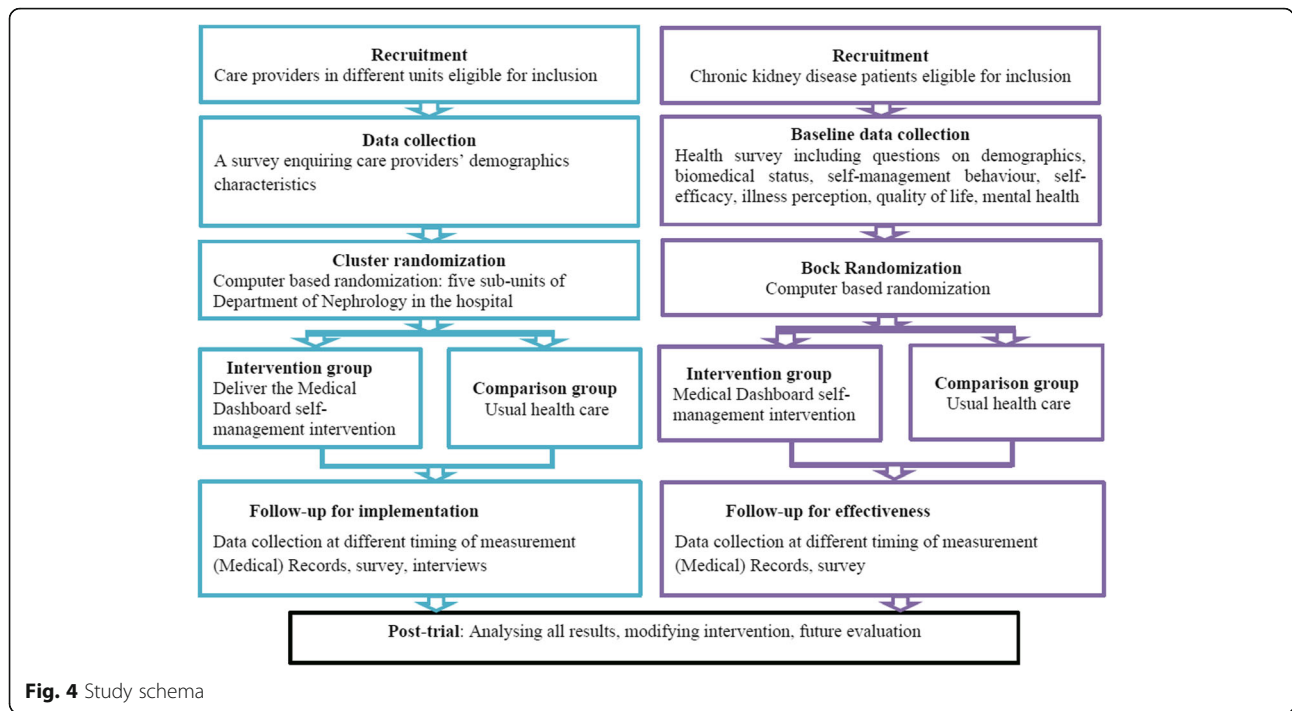 Recruitment
Care providers in different units eligible for inclusion
Data collection
A survey enquiring care providers' demographics
characteristics
Cluster randomization
Computer based randomization: five sub-units of
Department of Nephrology in the hospital
Intervention group
Deliver the Medical
Dashboard self-
management intervention
Comparison group
Usual health care
Follow-up for implementation
Data collection at different timing of measurement
(Medical) Records, survey, interviews
Recruitment
Chronic kidney disease patients eligible for inclusion
Baseline data collection
Health survey including questions on demographics,
biomedical status, self-management behaviour, self-
efficacy, illness perception, quality of life, mental health
Bock Randomization
Computer based randomization
Intervention group
Medical Dashboard self-
management intervention
Comparison group
Usual health care
Follow-up for effectiveness
Data collection at different timing of measurement
(Medical) Records, survey
Post-trial: Analysing all results, modifying intervention, future evaluation
Fig. 4 Study schema